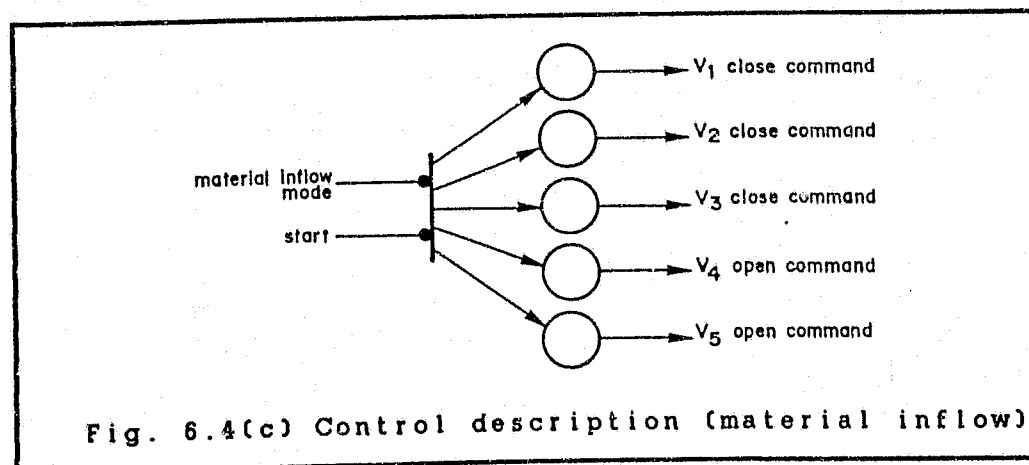 V1 close command
V2 close command
material inflow
mode
V3 close command
start
V4 open command
V5 open command
Fig. 6.4(c) Control description (material inflow)